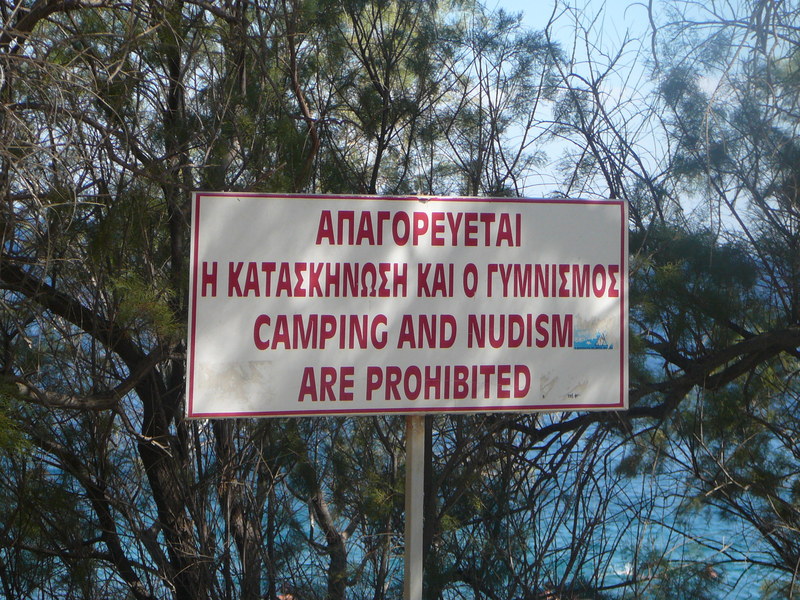 ΑΠΑΓΟΡΕΥΕΤΑΙ
Η ΚΑΤΑΣΚΗΝΩΣΗ ΚΑΙ Ο ΓΥΜΝΙΣΜΟΣ
CAMPING AND NUDISM
ARE PROHIBITED